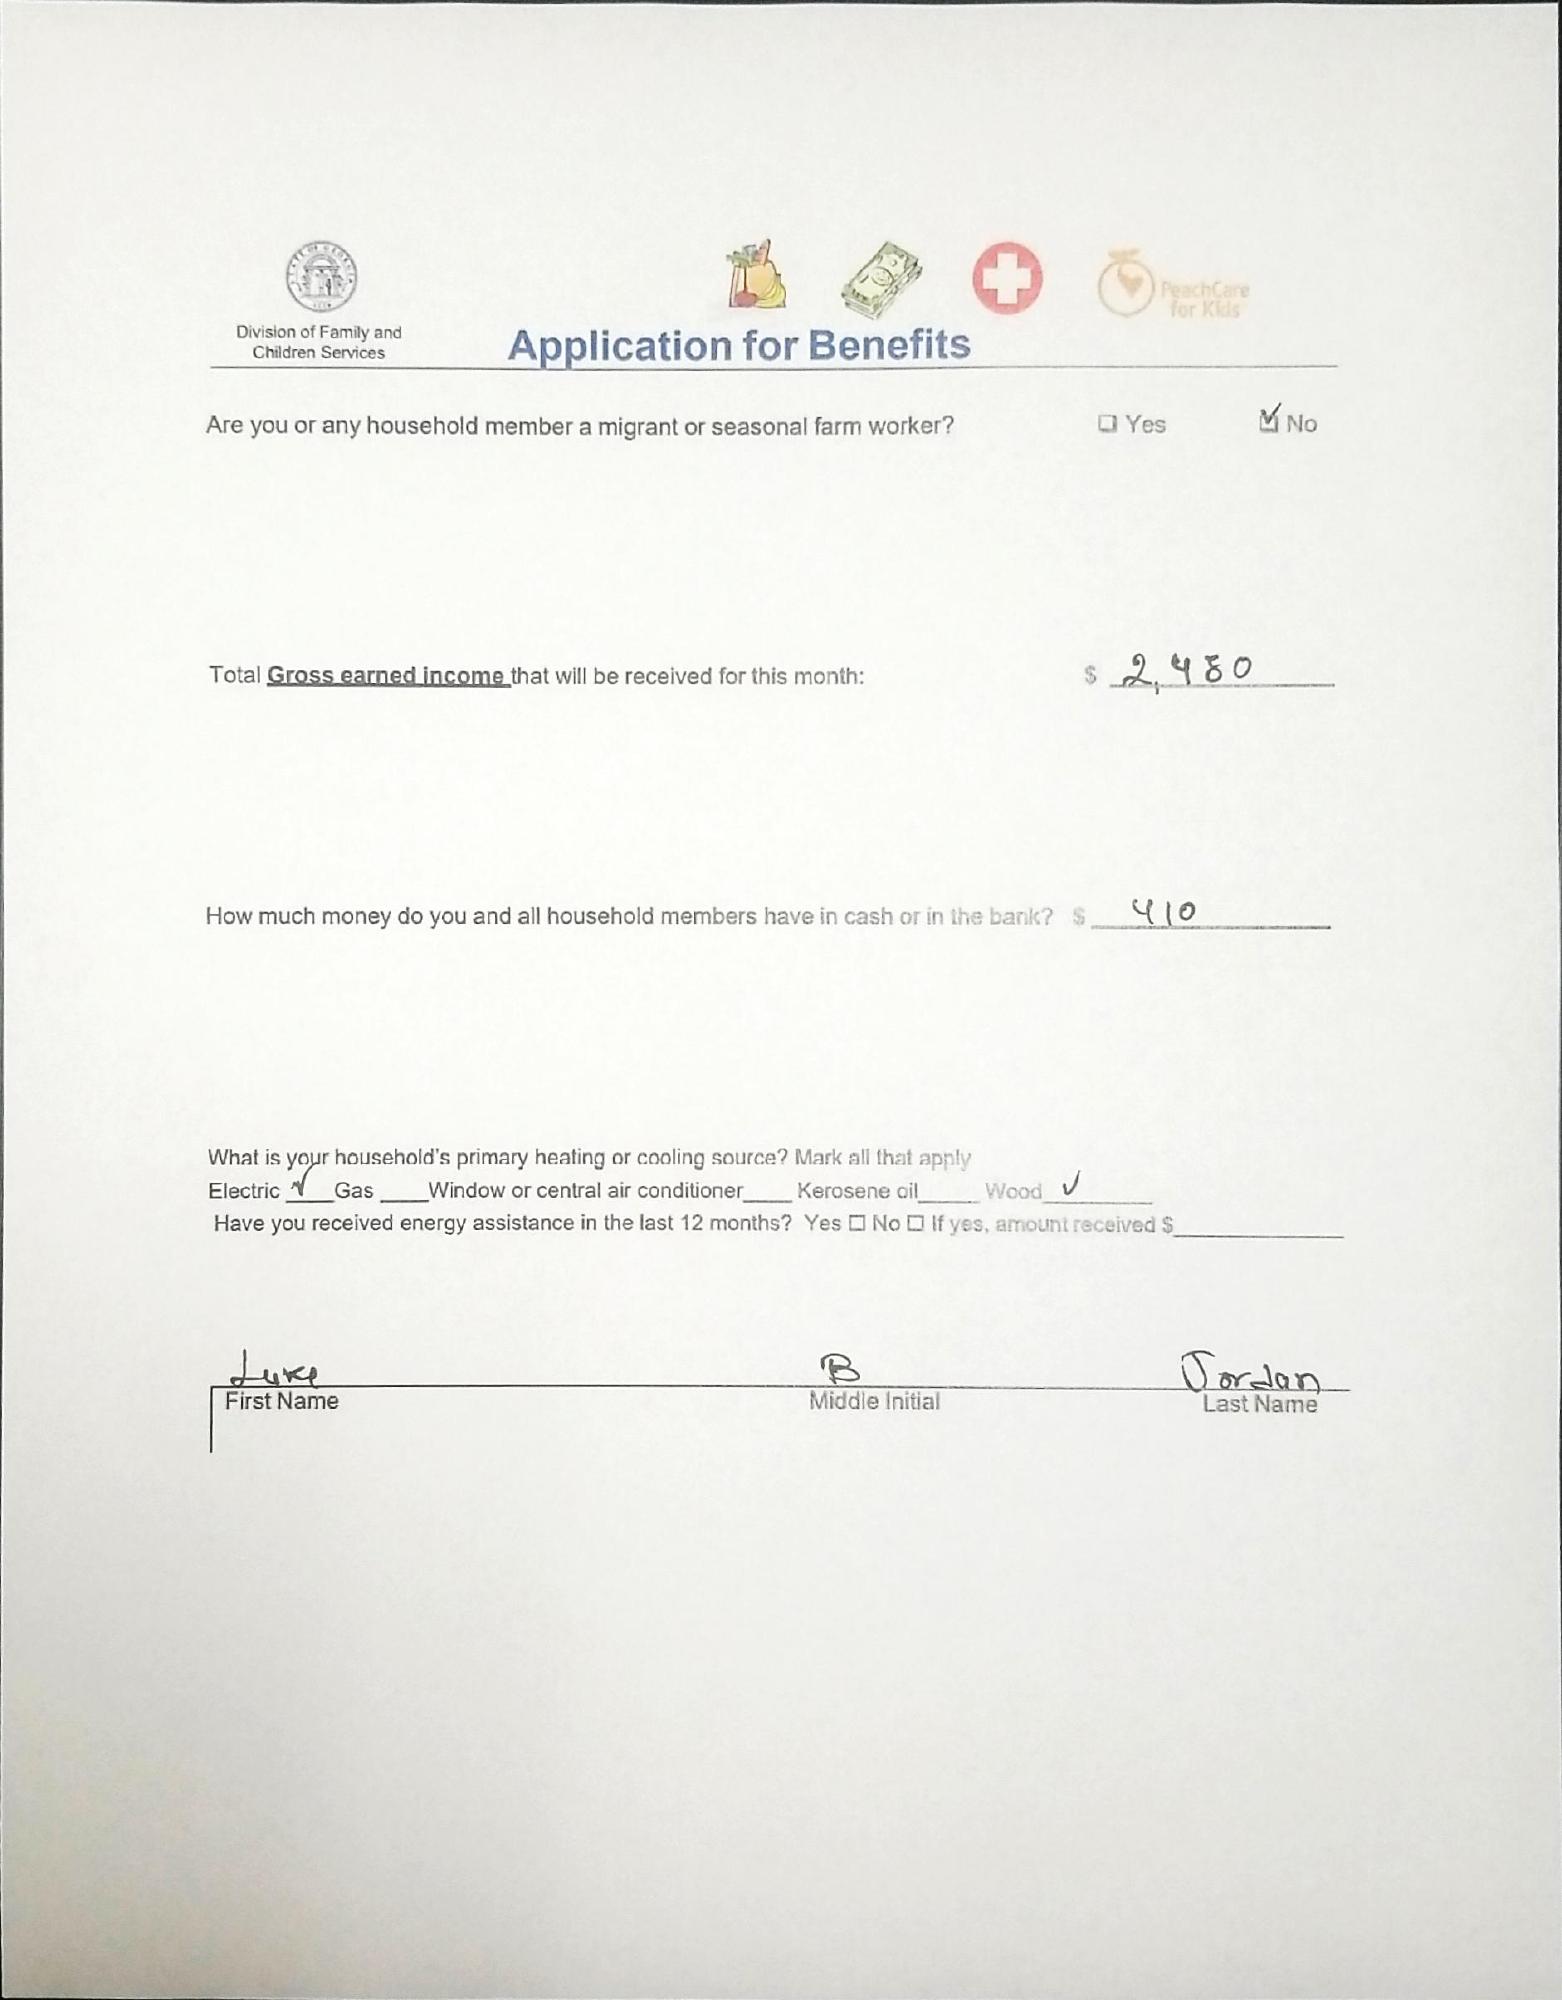 PeachCare
for Kids
Division of Family and
Children Services
Application for Benefits
Are you or any household member a migrant or seasonal farm worker? ☐ Yes ☑ No
Total Gross earned income that will be received for this month: $ 2,480
How much money do you and all household members have in cash or in the bank? $ 410
What is your household's primary heating or cooling source? Mark all that apply
Electric ✓ Gas ____ Window or central air conditioner ____ Kerosene oil ____ Wood ✓
Have you received energy assistance in the last 12 months? Yes ☐ No ☐ If yes, amount received $ ____
Luke B Jordan
First Name Middle Initial Last Name